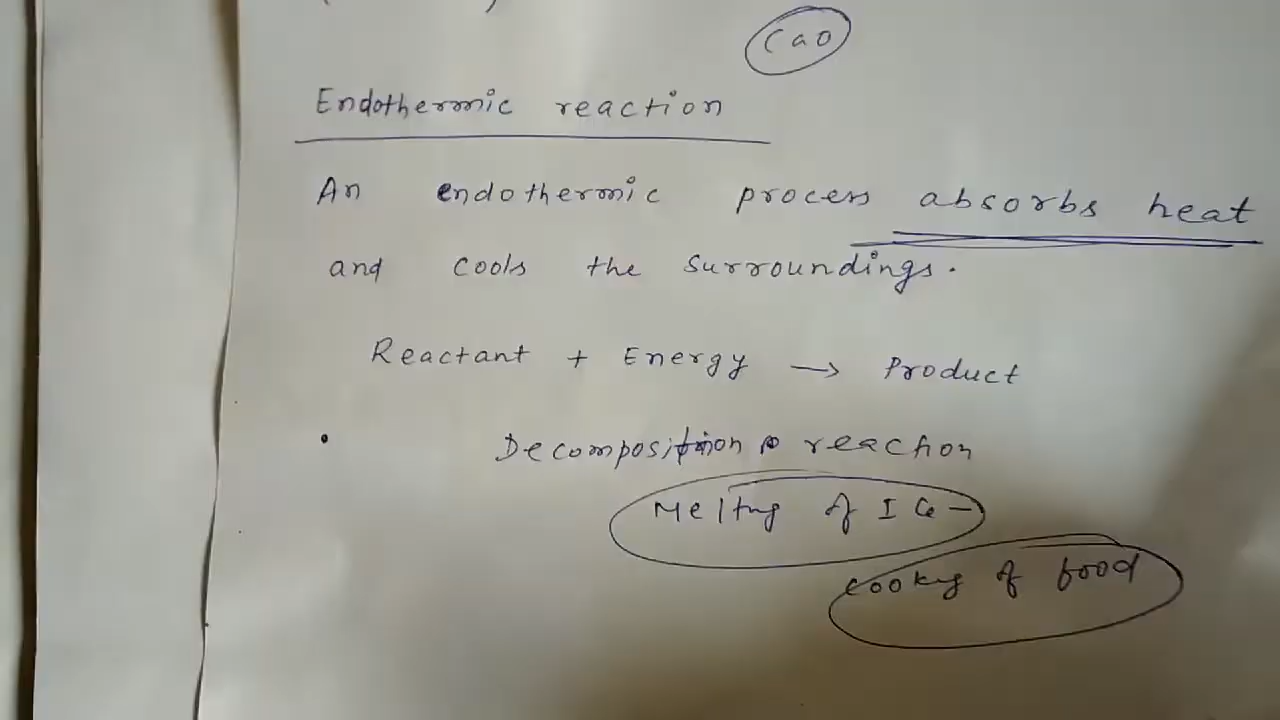 CaO
Endothermic reaction
An endothermic process absorbs heat
and cools the surroundings.
Reactant + Energy → Product
• Decomposition reaction
Melting of Ice
Cooking of food